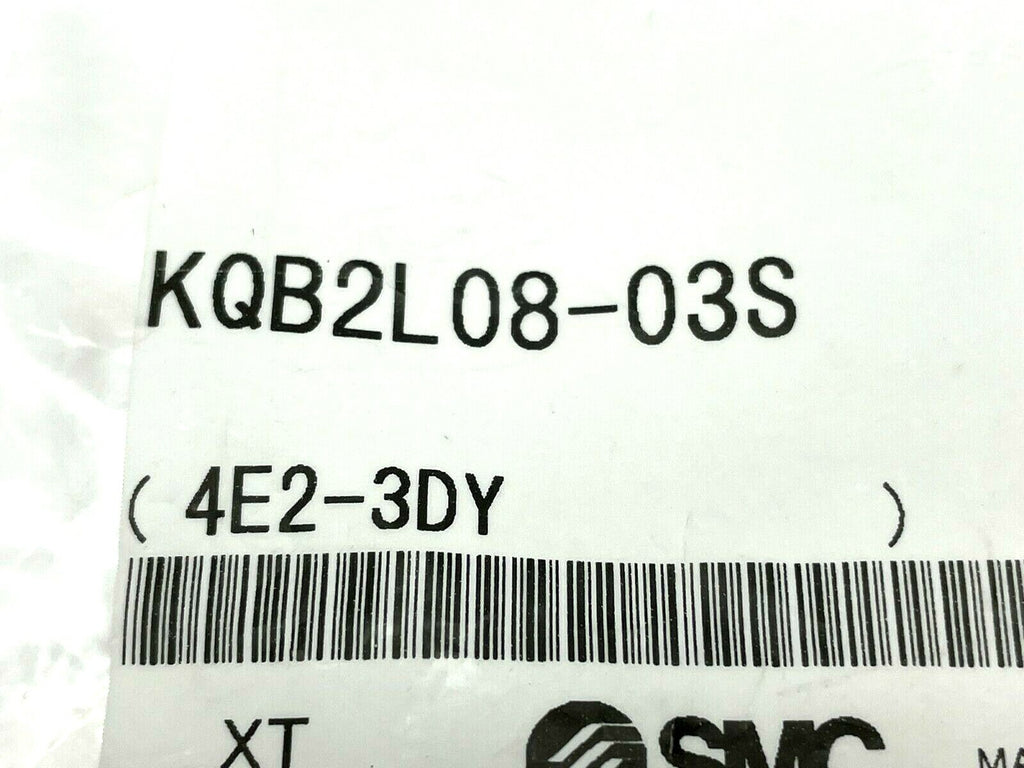 KQB2L08-03S
( 4E2-3DY )
XT SMC